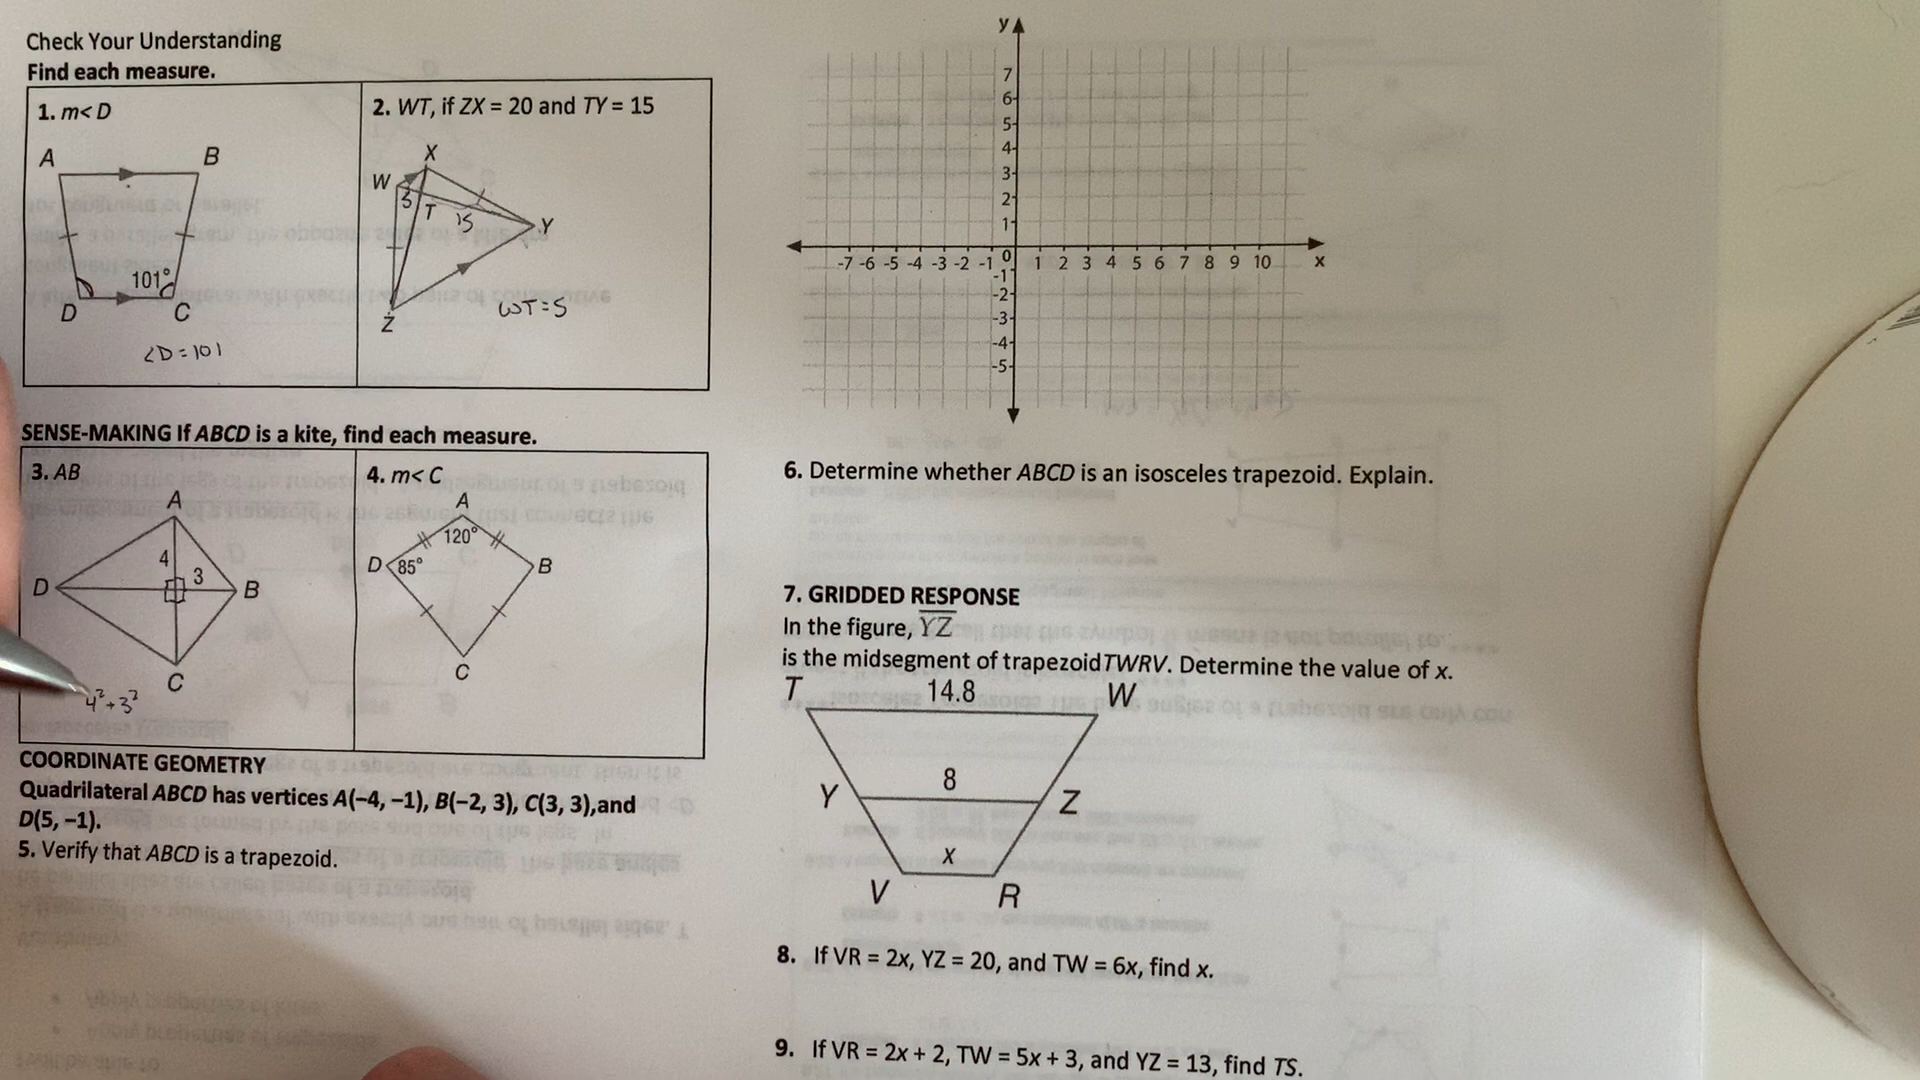 Check Your Understanding
Find each measure.
1. m< D
A
B
101°
D
C
∠D = 101
2. WT, if ZX = 20 and TY = 15
X
W
5
T
15
Y
Z
WT = 5
SENSE-MAKING If ABCD is a kite, find each measure.
3. AB
A
4
3
D
B
C
4² + 3²
4. m< C
A
120°
D
85°
B
C
COORDINATE GEOMETRY
Quadrilateral ABCD has vertices A(−4, −1), B(−2, 3), C(3, 3),and
D(5, −1).
5. Verify that ABCD is a trapezoid.
y
7
6
5
4
3
2
1
-7 -6 -5 -4 -3 -2 -1 0 1 2 3 4 5 6 7 8 9 10 x
-1
-2
-3
-4
-5
6. Determine whether ABCD is an isosceles trapezoid. Explain.
7. GRIDDED RESPONSE
In the figure, YZ
is the midsegment of trapezoidTWRV. Determine the value of x.
T 14.8 W
Y 8 Z
x
V R
8. If VR = 2x, YZ = 20, and TW = 6x, find x.
9. If VR = 2x + 2, TW = 5x + 3, and YZ = 13, find TS.